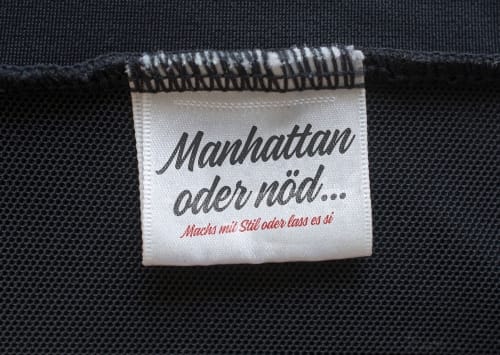 Manhattan
oder nöd...
Machs mit Stil oder lass es si